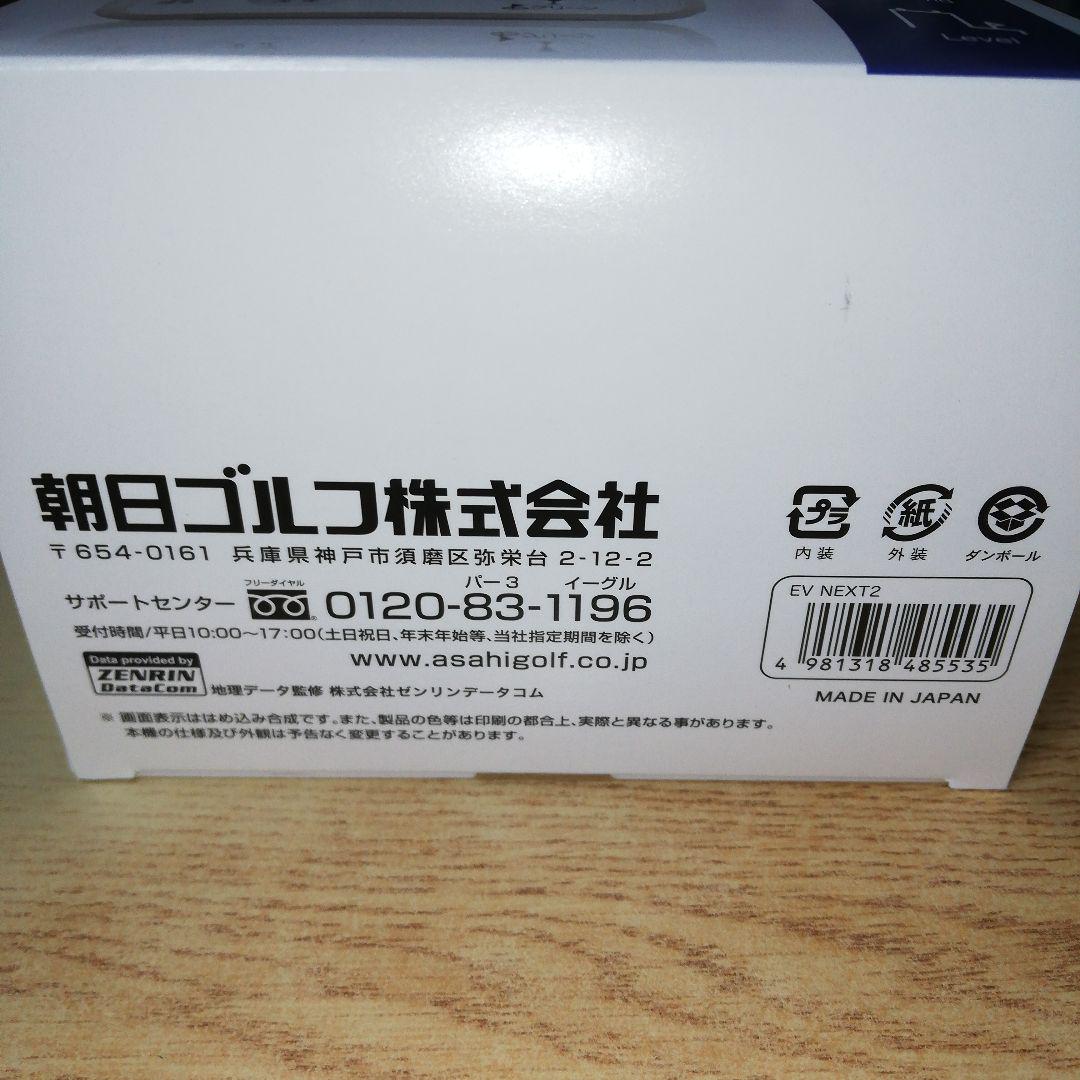 Level
朝日ゴルフ株式会社
〒654-0161 兵庫県神戸市須磨区弥栄台 2-12-2
パー3 イーグル
サポートセンター フリーダイヤル 0120-83-1196
受付時間/平日10:00〜17:00(土日祝日、年末年始等、当社指定期間を除く)
www.asahigolf.co.jp
Data provided by
ZENRIN
DataCom
地理データ監修 株式会社ゼンリンデータコム
※ 画面表示ははめ込み合成です。また、製品の色等は印刷の都合上、実際と異なる事があります。
本機の仕様及び外観は予告なく変更することがあります。
プラ 紙
内装 外装 ダンボール
EV NEXT2
4 981318 485535
MADE IN JAPAN